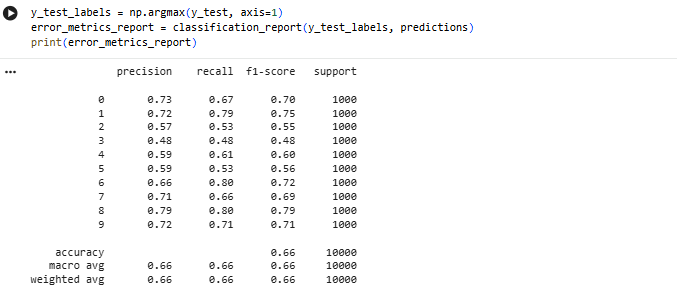 y_test_labels = np.argmax(y_test, axis=1)
error_metrics_report = classification_report(y_test_labels, predictions)
print(error_metrics_report)
... precision recall f1-score support
0 0.73 0.67 0.70 1000
1 0.72 0.79 0.75 1000
2 0.57 0.53 0.55 1000
3 0.48 0.48 0.48 1000
4 0.59 0.61 0.60 1000
5 0.59 0.53 0.56 1000
6 0.66 0.80 0.72 1000
7 0.71 0.66 0.69 1000
8 0.79 0.80 0.79 1000
9 0.72 0.71 0.71 1000
accuracy 0.66 10000
macro avg 0.66 0.66 0.66 10000
weighted avg 0.66 0.66 0.66 10000